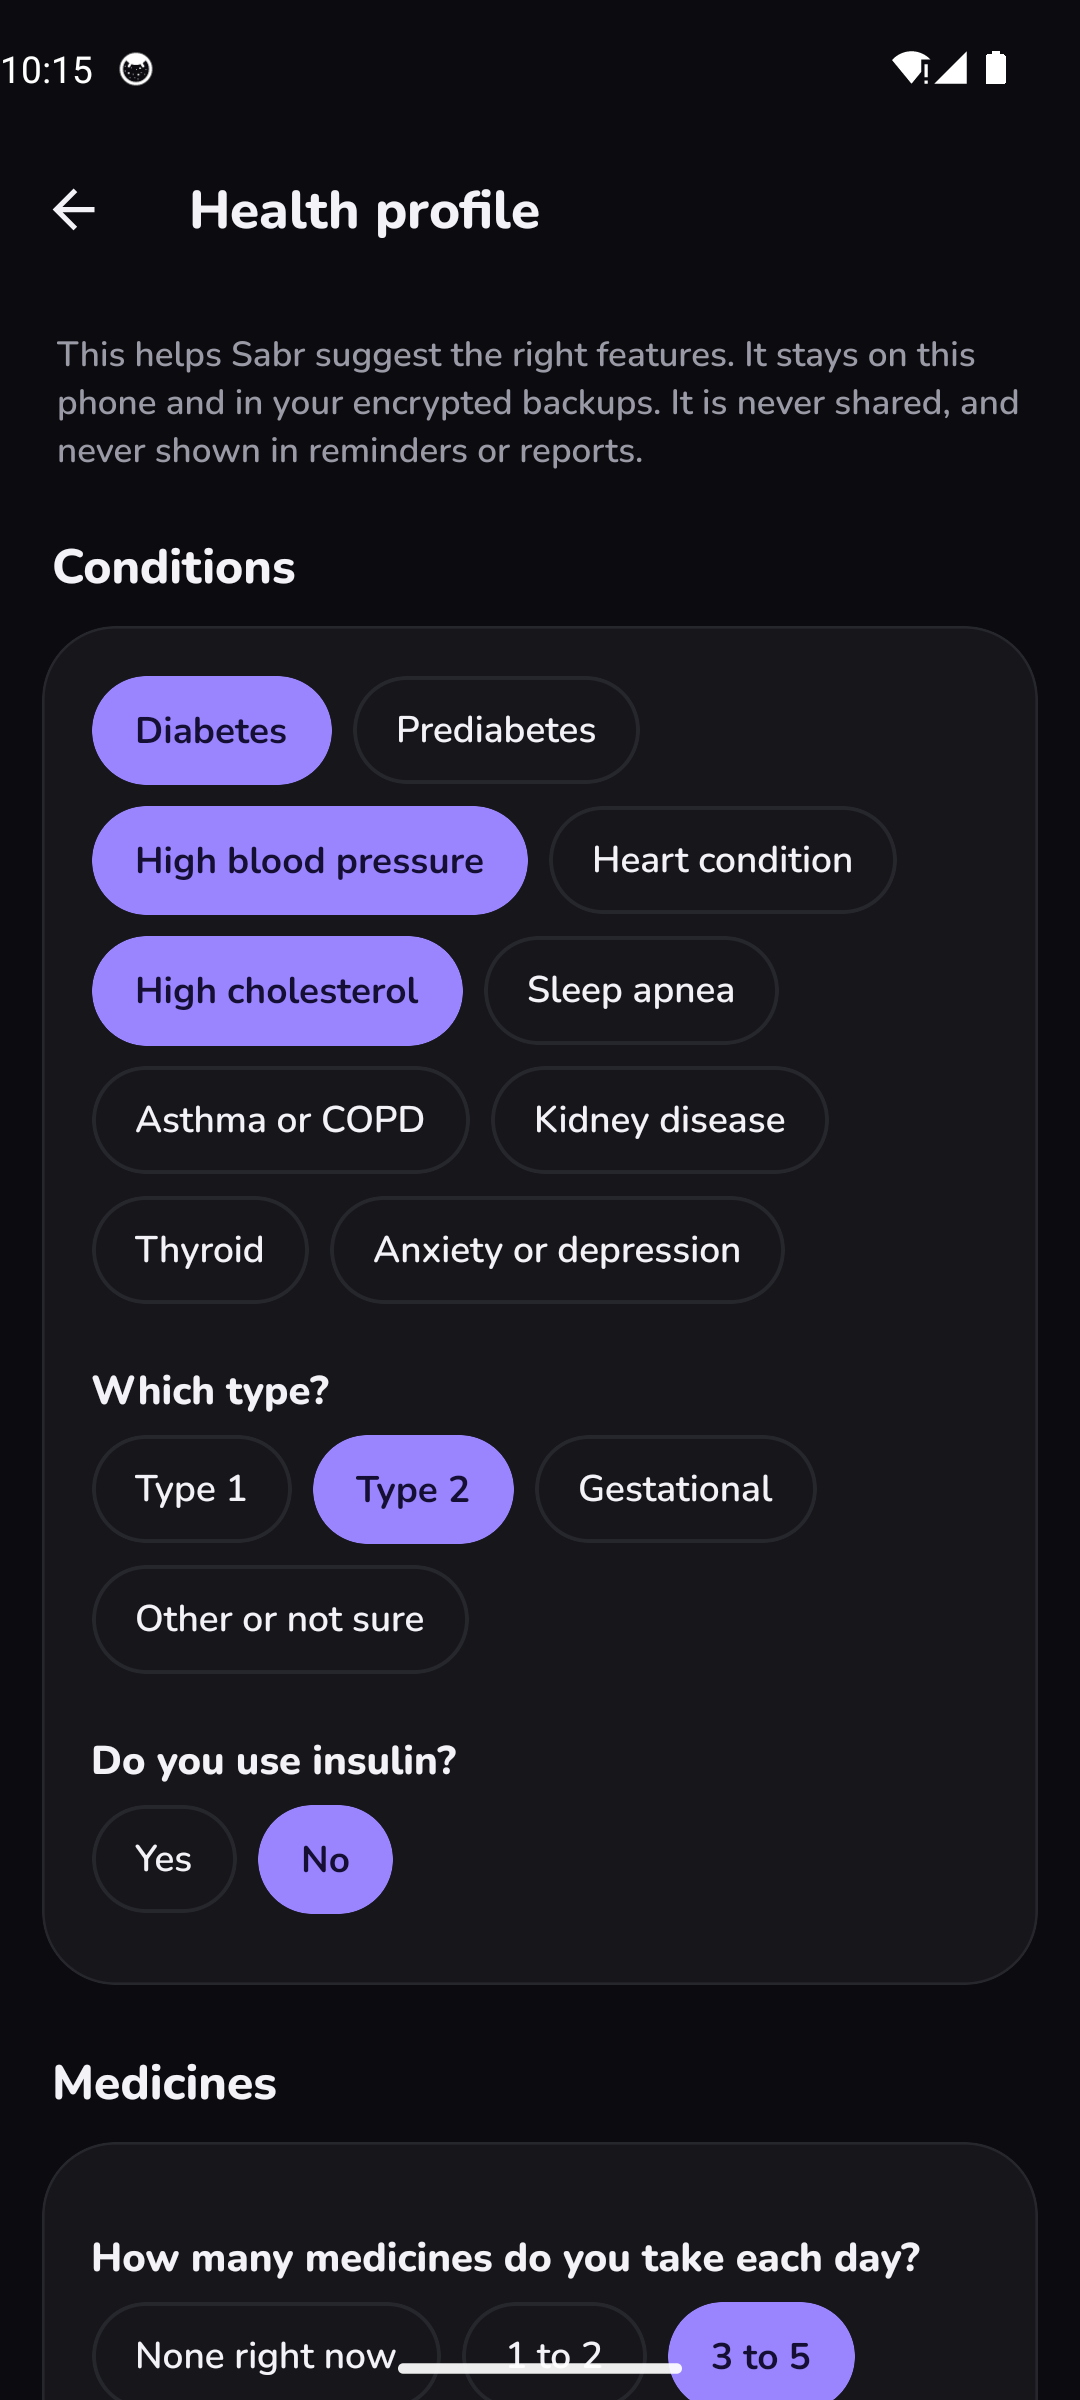 10:15
Health profile
This helps Sabr suggest the right features. It stays on this
phone and in your encrypted backups. It is never shared, and
never shown in reminders or reports.
Conditions
Diabetes Prediabetes
High blood pressure Heart condition
High cholesterol Sleep apnea
Asthma or COPD Kidney disease
Thyroid Anxiety or depression
Which type?
Type 1 Type 2 Gestational
Other or not sure
Do you use insulin?
Yes No
Medicines
How many medicines do you take each day?
None right now 1 to 2 3 to 5